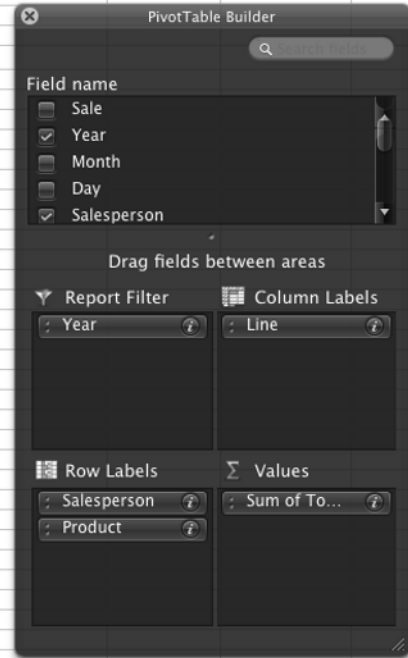 PivotTable Builder
Search fields
Field name
Sale
Year
Month
Day
Salesperson
Drag fields between areas
Report Filter
Column Labels
Year
Line
Row Labels
Values
Salesperson
Sum of To...
Product